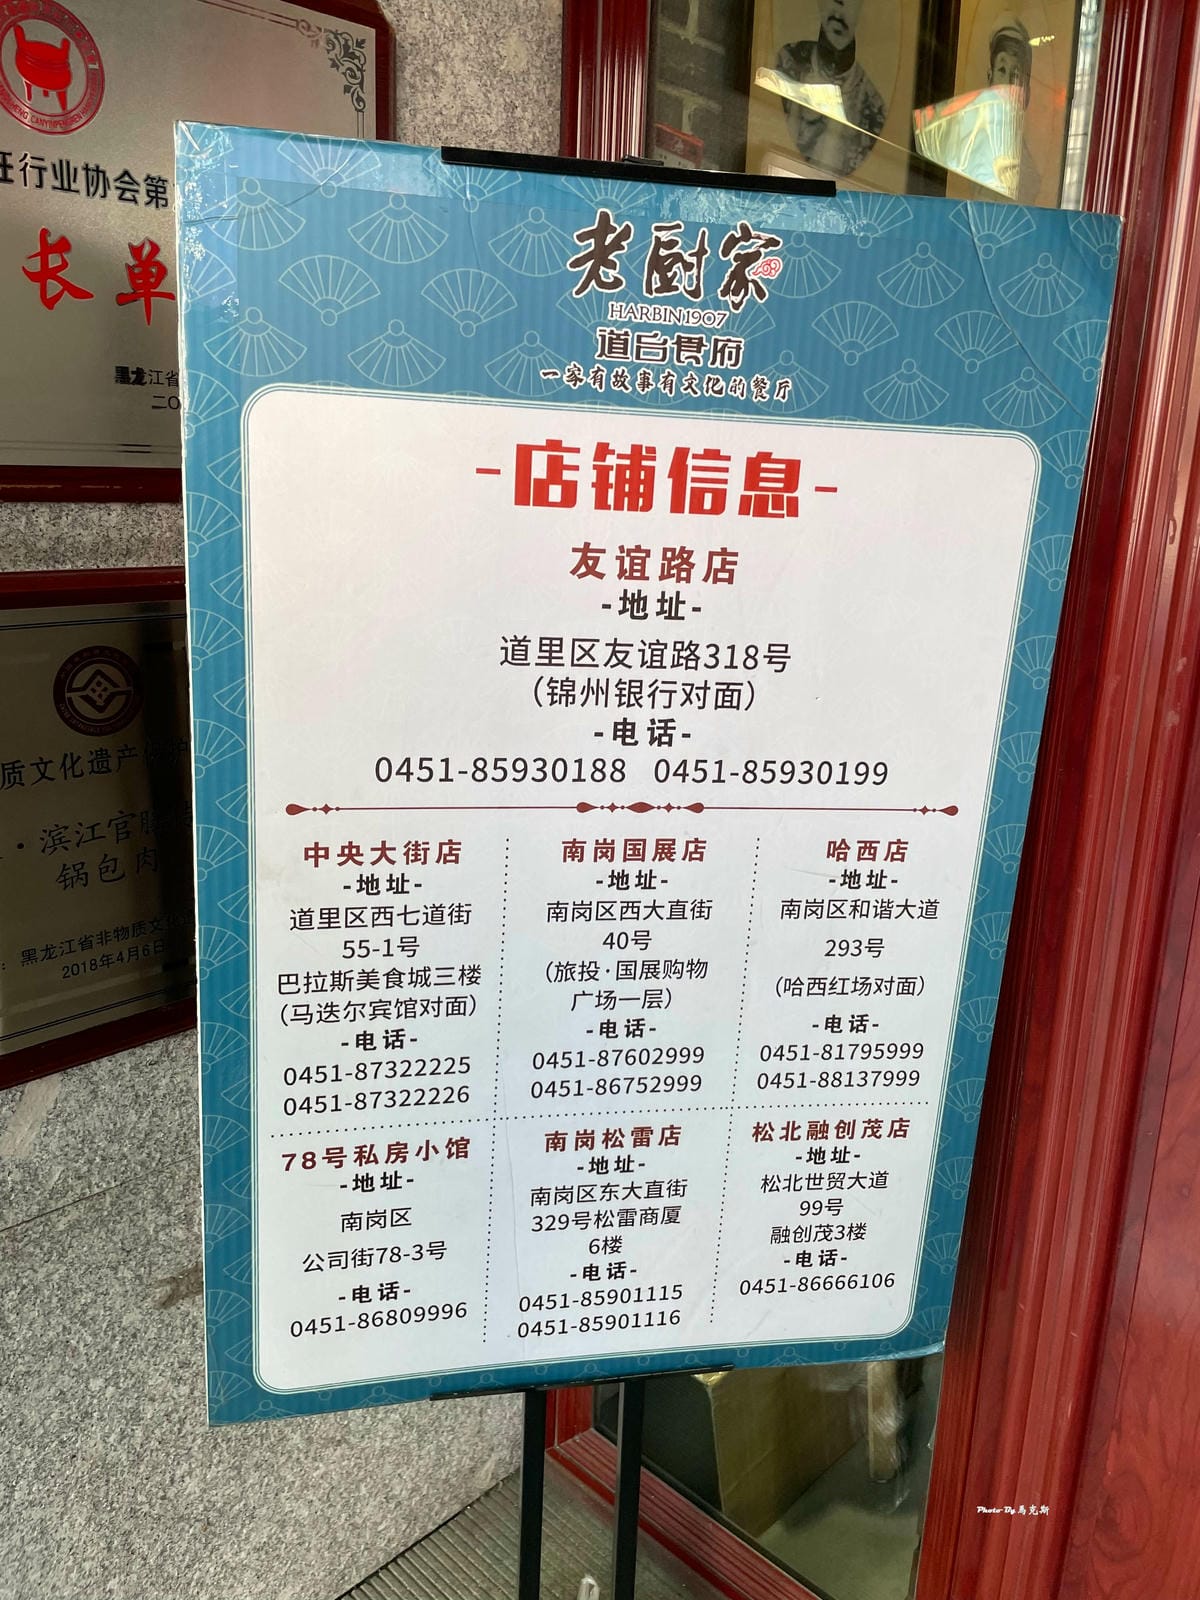 行业协会第
长单
黑龙江省
二〇
质文化遗产
·滨江官膳
锅包肉
黑龙江省非物质文化
2018年4月6日
老厨家
HARBIN1907
道台食府
一家有故事有文化的餐厅
-店铺信息-
友谊路店
-地址-
道里区友谊路318号
（锦州银行对面）
-电话-
0451-85930188 0451-85930199
中央大街店
-地址-
道里区西七道街
55-1号
巴拉斯美食城三楼
（马迭尔宾馆对面）
-电话-
0451-87322225
0451-87322226
南岗国展店
-地址-
南岗区西大直街
40号
（旅投·国展购物
广场一层）
-电话-
0451-87602999
0451-86752999
哈西店
-地址-
南岗区和谐大道
293号
（哈西红场对面）
-电话-
0451-81795999
0451-88137999
78号私房小馆
-地址-
南岗区
公司街78-3号
-电话-
0451-86809996
南岗松雷店
-地址-
南岗区东大直街
329号松雷商厦
6楼
-电话-
0451-85901115
0451-85901116
松北融创茂店
-地址-
松北世贸大道
99号
融创茂3楼
-电话-
0451-86666106
Photo·By 馬克斯